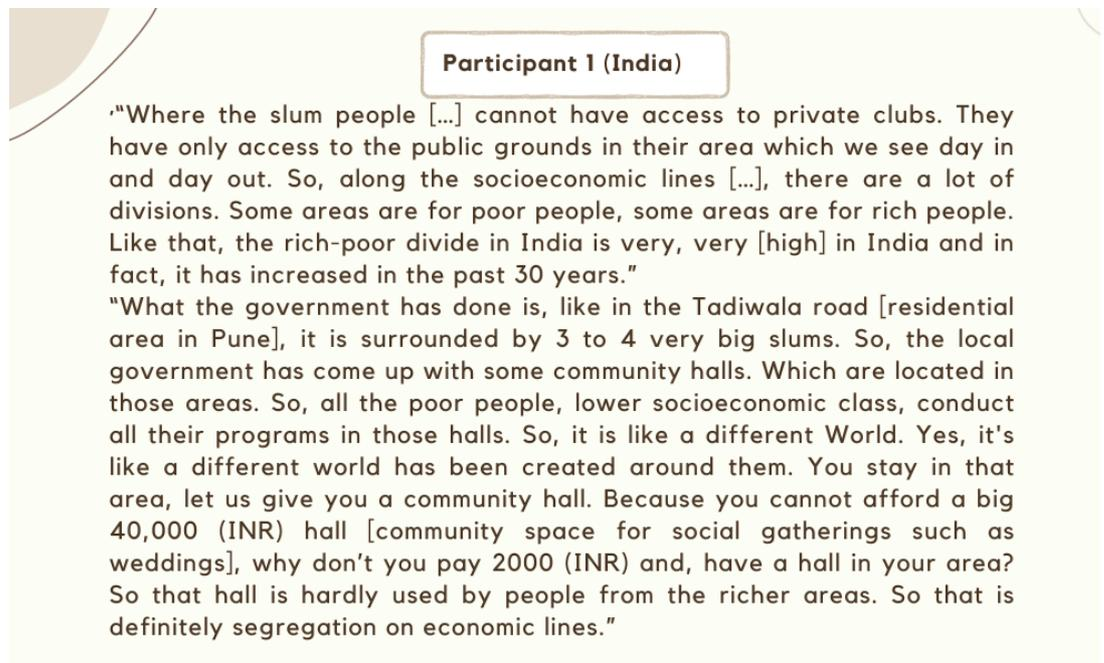 Participant 1 (India)
‘“Where the slum people [...] cannot have access to private clubs. They
have only access to the public grounds in their area which we see day in
and day out. So, along the socioeconomic lines [...], there are a lot of
divisions. Some areas are for poor people, some areas are for rich people.
Like that, the rich-poor divide in India is very, very [high] in India and in
fact, it has increased in the past 30 years.”
“What the government has done is, like in the Tadiwala road [residential
area in Pune], it is surrounded by 3 to 4 very big slums. So, the local
government has come up with some community halls. Which are located in
those areas. So, all the poor people, lower socioeconomic class, conduct
all their programs in those halls. So, it is like a different World. Yes, it's
like a different world has been created around them. You stay in that
area, let us give you a community hall. Because you cannot afford a big
40,000 (INR) hall [community space for social gatherings such as
weddings], why don’t you pay 2000 (INR) and, have a hall in your area?
So that hall is hardly used by people from the richer areas. So that is
definitely segregation on economic lines.”